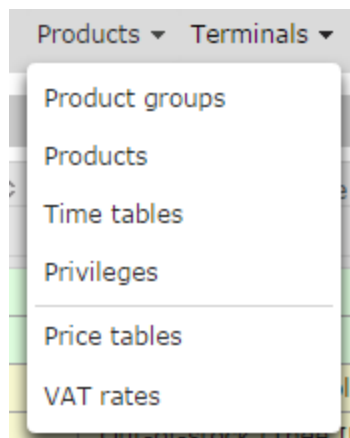 Products Terminals
Product groups
Products
Time tables
Privileges
Price tables
VAT rates